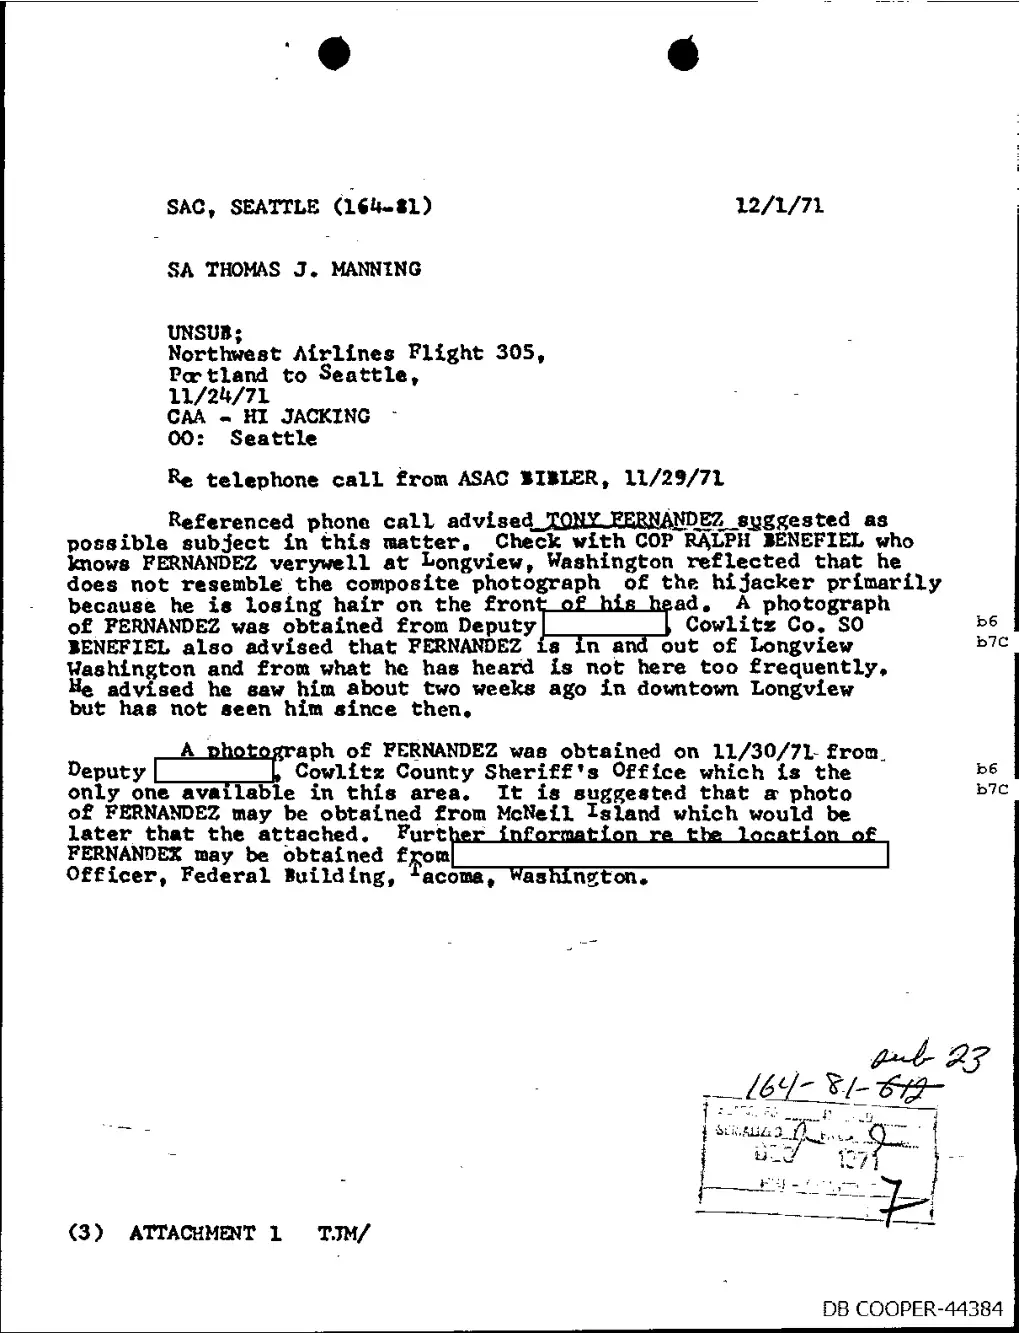 SAC, SEATTLE (164-81) 12/1/71
SA THOMAS J. MANNING
UNSUB;
Northwest Airlines Flight 305,
Portland to Seattle,
11/24/71
CAA - HI JACKING
OO: Seattle
Re telephone call from ASAC BIBLER, 11/29/71
Referenced phone call advised TONY FERNANDEZ suggested as
possible subject in this matter. Check with COP RALPH BENEFIEL who
knows FERNANDEZ verywell at Longview, Washington reflected that he
does not resemble the composite photograph of the hijacker primarily
because he is losing hair on the front of his head. A photograph
of FERNANDEZ was obtained from Deputy , Cowlitz Co. SO b6
BENEFIEL also advised that FERNANDEZ is in and out of Longview b7C
Washington and from what he has heard is not here too frequently.
He advised he saw him about two weeks ago in downtown Longview
but has not seen him since then.
A photograph of FERNANDEZ was obtained on 11/30/71 from
Deputy , Cowlitz County Sheriff's Office which is the b6
only one available in this area. It is suggested that a photo b7C
of FERNANDEZ may be obtained from McNeil Island which would be
later that the attached. Further information re the location of
FERNANDEX may be obtained from
Officer, Federal Building, Tacoma, Washington.
sub 23
164-81-612
SERIALIZED
DEC 1971
7
(3) ATTACHMENT 1 TJM/
DB COOPER-44384